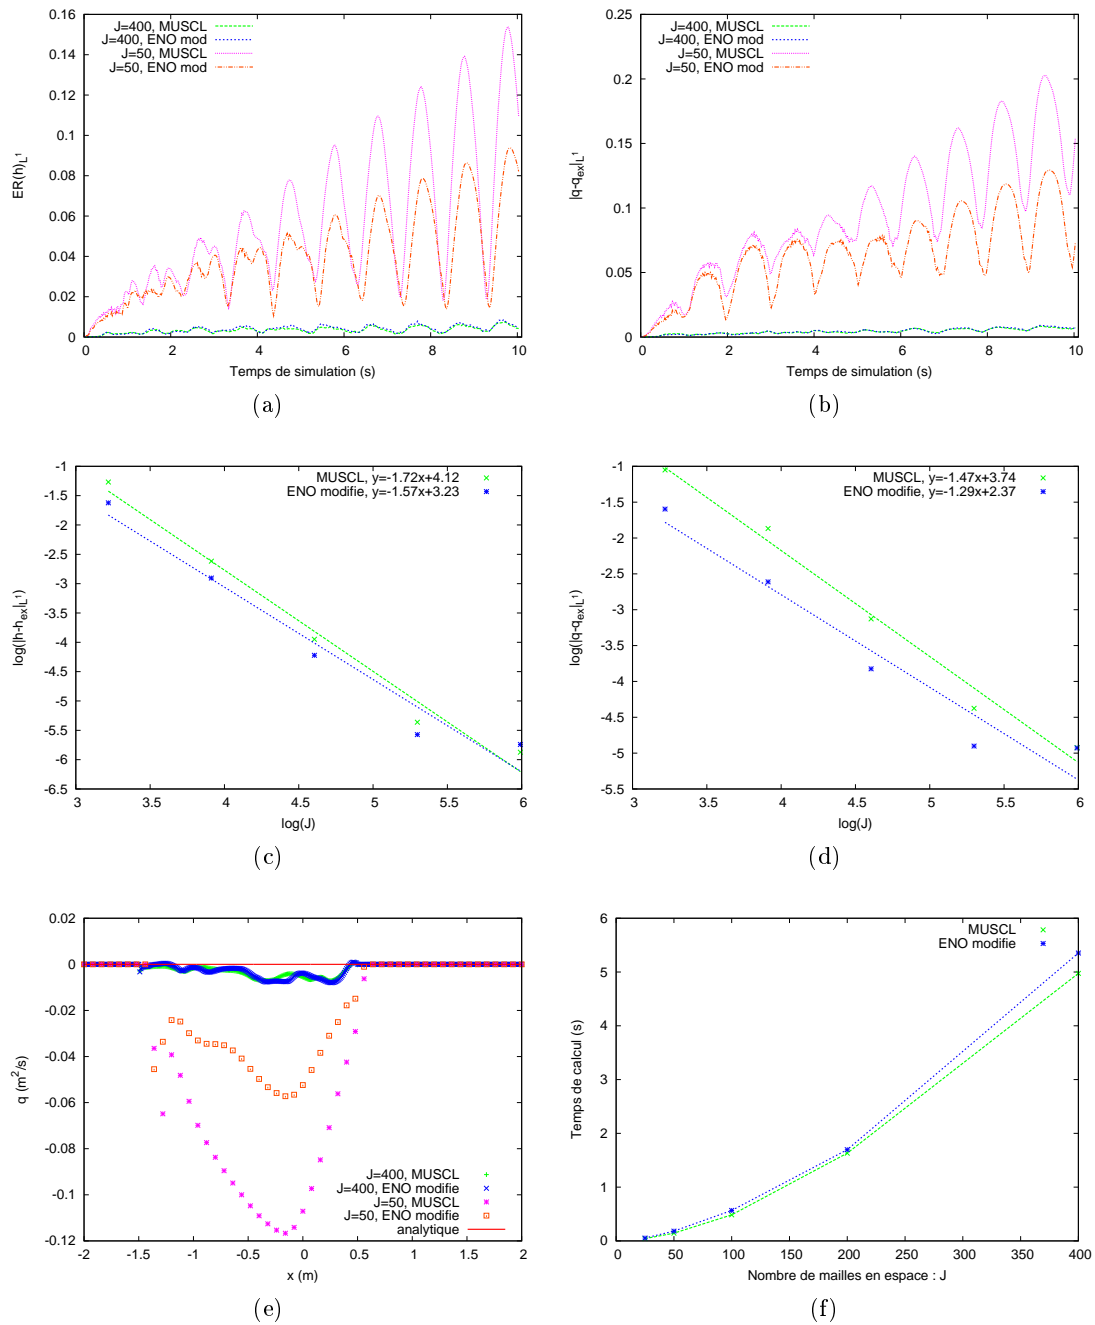 J=400, MUSCL
J=400, ENO mod
J=50, MUSCL
J=50, ENO mod
0.16
0.14
0.12
0.1
0.08
0.06
0.04
0.02
0
ER(h)L1
0 2 4 6 8 10
Temps de simulation (s)
(a)
J=400, MUSCL
J=400, ENO mod
J=50, MUSCL
J=50, ENO mod
0.25
0.20
0.15
0.1
0.05
0
|q-qex|L1
0 2 4 6 8 10
Temps de simulation (s)
(b)
MUSCL, y=-1.72x+4.12
ENO modifie, y=-1.57x+3.23
-1
-1.5
-2
-2.5
-3
-3.5
-4
-4.5
-5
-5.5
-6
-6.5
log(|h-hex|L1)
3 3.5 4 4.5 5 5.5 6
log(J)
(c)
MUSCL, y=-1.47x+3.74
ENO modifie, y=-1.29x+2.37
-1
-1.5
-2
-2.5
-3
-3.5
-4
-4.5
-5
-5.5
log(|q-qex|L1)
3 3.5 4 4.5 5 5.5 6
log(J)
(d)
0.02
0
-0.02
-0.04
-0.06
-0.08
-0.1
-0.12
q (m2/s)
J=400, MUSCL
J=400, ENO modifie
J=50, MUSCL
J=50, ENO modifie
analytique
-2 -1.5 -1 -0.5 0 0.5 1 1.5 2
x (m)
(e)
MUSCL
ENO modifie
6
5
4
3
2
1
0
Temps de calcul (s)
0 50 100 150 200 250 300 350 400
Nombre de mailles en espace : J
(f)